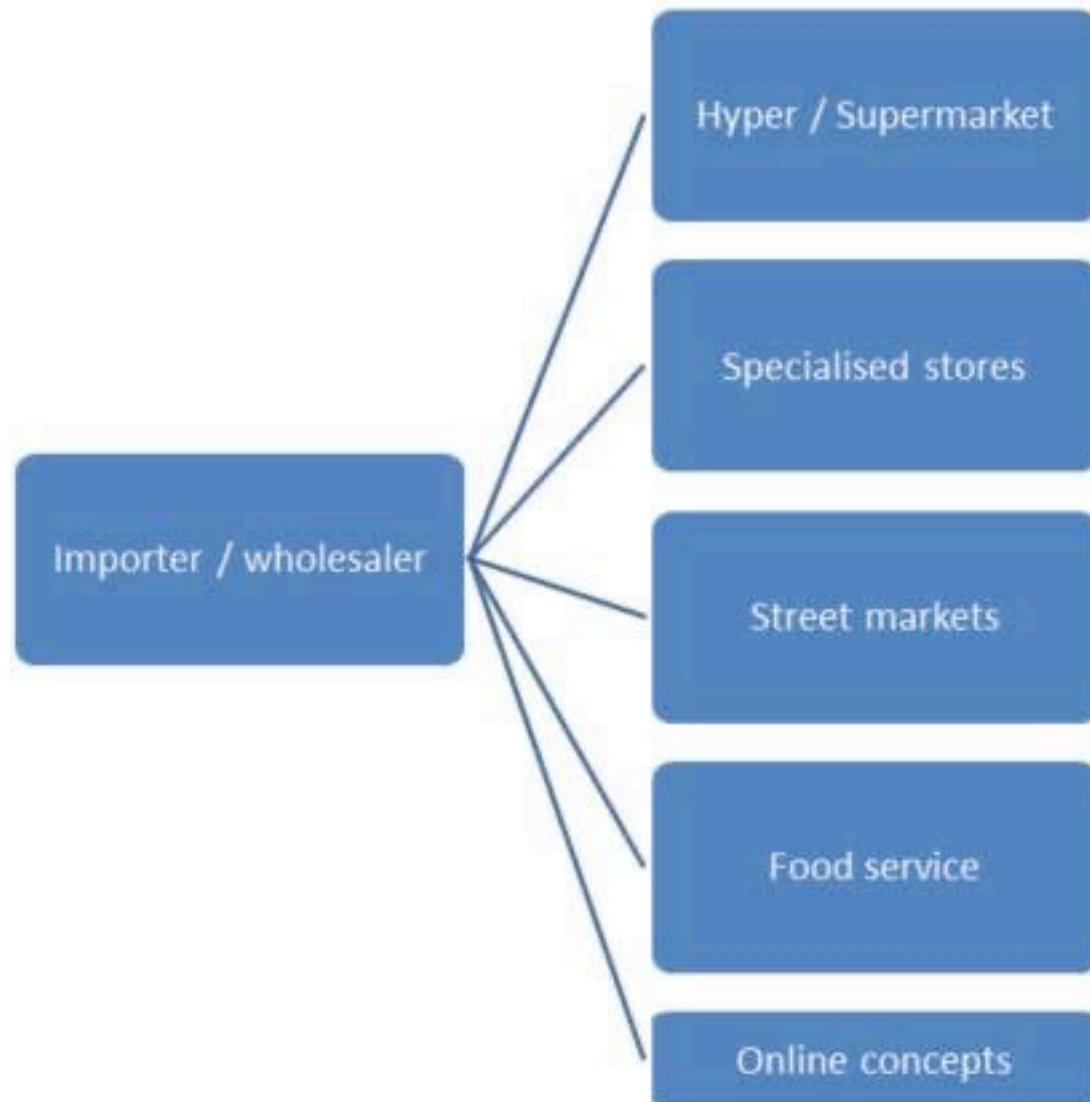 Hyper / Supermarket
Specialised stores
Importer / wholesaler
Street markets
Food service
Online concepts